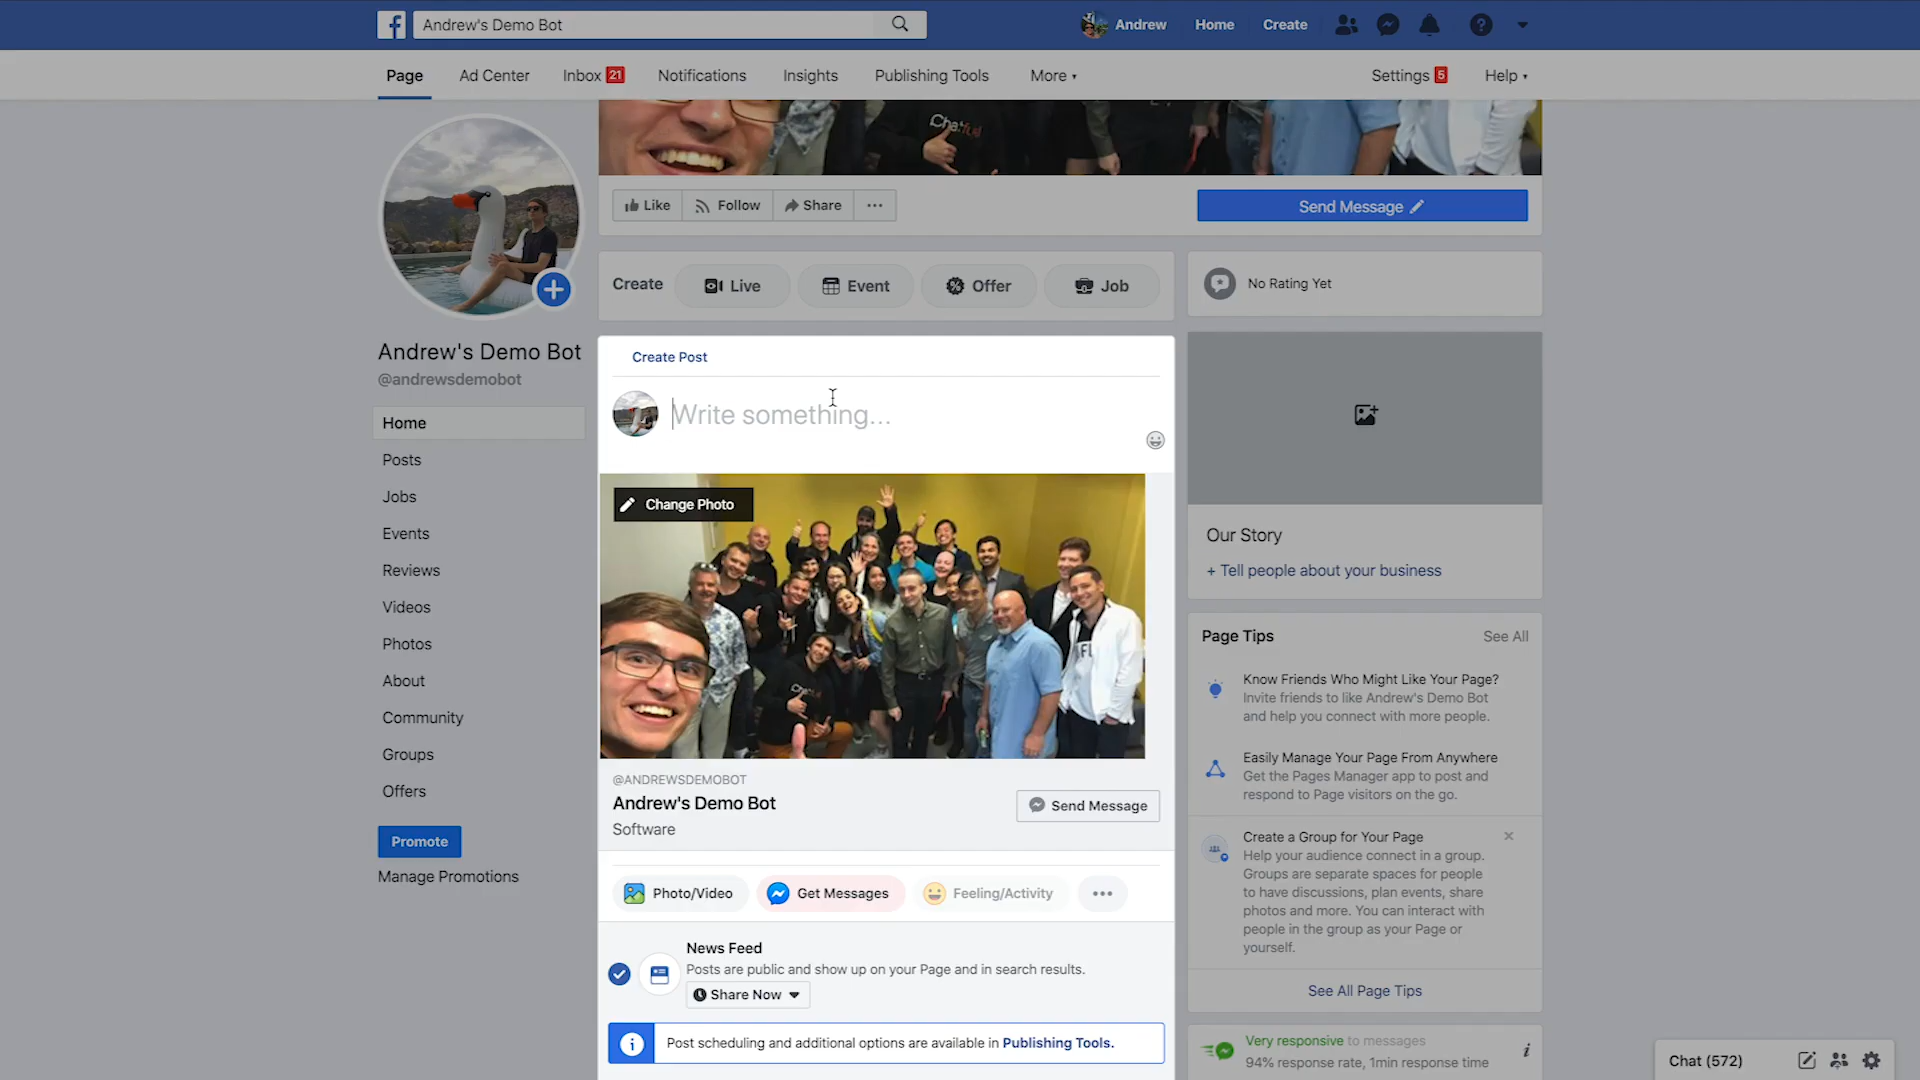 Andrew's Demo Bot
Andrew
Home
Create
Page
Ad Center
Inbox 21
Notifications
Insights
Publishing Tools
More
Settings 5
Help
Like
Follow
Share
Send Message
Create
Live
Event
Offer
Job
No Rating Yet
Andrew's Demo Bot
@andrewsdemobot
Home
Posts
Jobs
Events
Reviews
Videos
Photos
About
Community
Groups
Offers
Promote
Manage Promotions
Create Post
Write something...
Change Photo
@ANDREWSDEMOBOT
Andrew's Demo Bot
Software
Send Message
Photo/Video
Get Messages
Feeling/Activity
News Feed
Posts are public and show up on your Page and in search results.
Share Now
Post scheduling and additional options are available in Publishing Tools.
Our Story
+ Tell people about your business
Page Tips
See All
Know Friends Who Might Like Your Page?
Invite friends to like Andrew's Demo Bot
and help you connect with more people.
Easily Manage Your Page From Anywhere
Get the Pages Manager app to post and
respond to Page visitors on the go.
Create a Group for Your Page
Help your audience connect in a group.
Groups are separate spaces for people
to have discussions, plan events, share
photos and more. You can interact with
people in the group as your Page or
yourself.
See All Page Tips
Very responsive to messages
94% response rate, 1min response time
Chat (572)